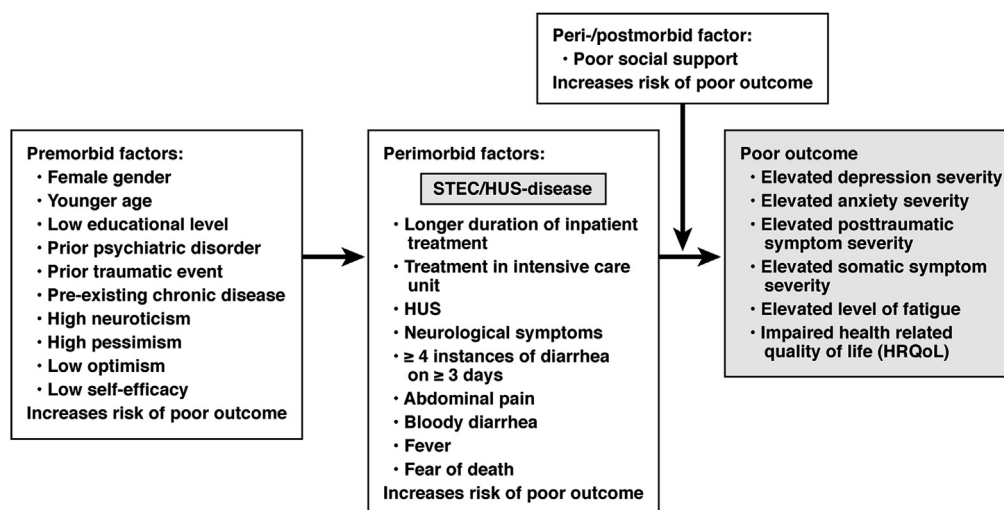 Premorbid factors:
· Female gender
· Younger age
· Low educational level
· Prior psychiatric disorder
· Prior traumatic event
· Pre-existing chronic disease
· High neuroticism
· High pessimism
· Low optimism
· Low self-efficacy
Increases risk of poor outcome
Perimorbid factors:
STEC/HUS-disease
· Longer duration of inpatient
treatment
· Treatment in intensive care
unit
· HUS
· Neurological symptoms
· ≥ 4 instances of diarrhea
on ≥ 3 days
· Abdominal pain
· Bloody diarrhea
· Fever
· Fear of death
Increases risk of poor outcome
Peri-/postmorbid factor:
· Poor social support
Increases risk of poor outcome
Poor outcome
· Elevated depression severity
· Elevated anxiety severity
· Elevated posttraumatic
symptom severity
· Elevated somatic symptom
severity
· Elevated level of fatigue
· Impaired health related
quality of life (HRQoL)